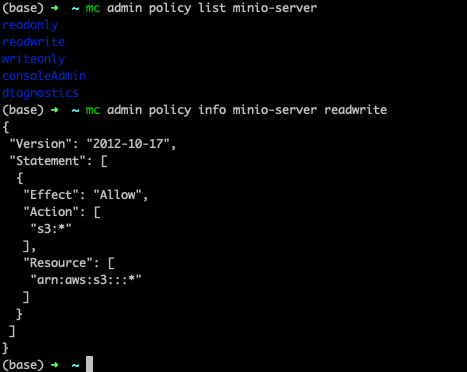 (base) ➜  ~ mc admin policy list minio-server
readonly
readwrite
writeonly
consoleAdmin
diagnostics
(base) ➜  ~ mc admin policy info minio-server readwrite
{
 "Version": "2012-10-17",
 "Statement": [
  {
   "Effect": "Allow",
   "Action": [
    "s3:*"
   ],
   "Resource": [
    "arn:aws:s3:::*"
   ]
  }
 ]
}
(base) ➜  ~